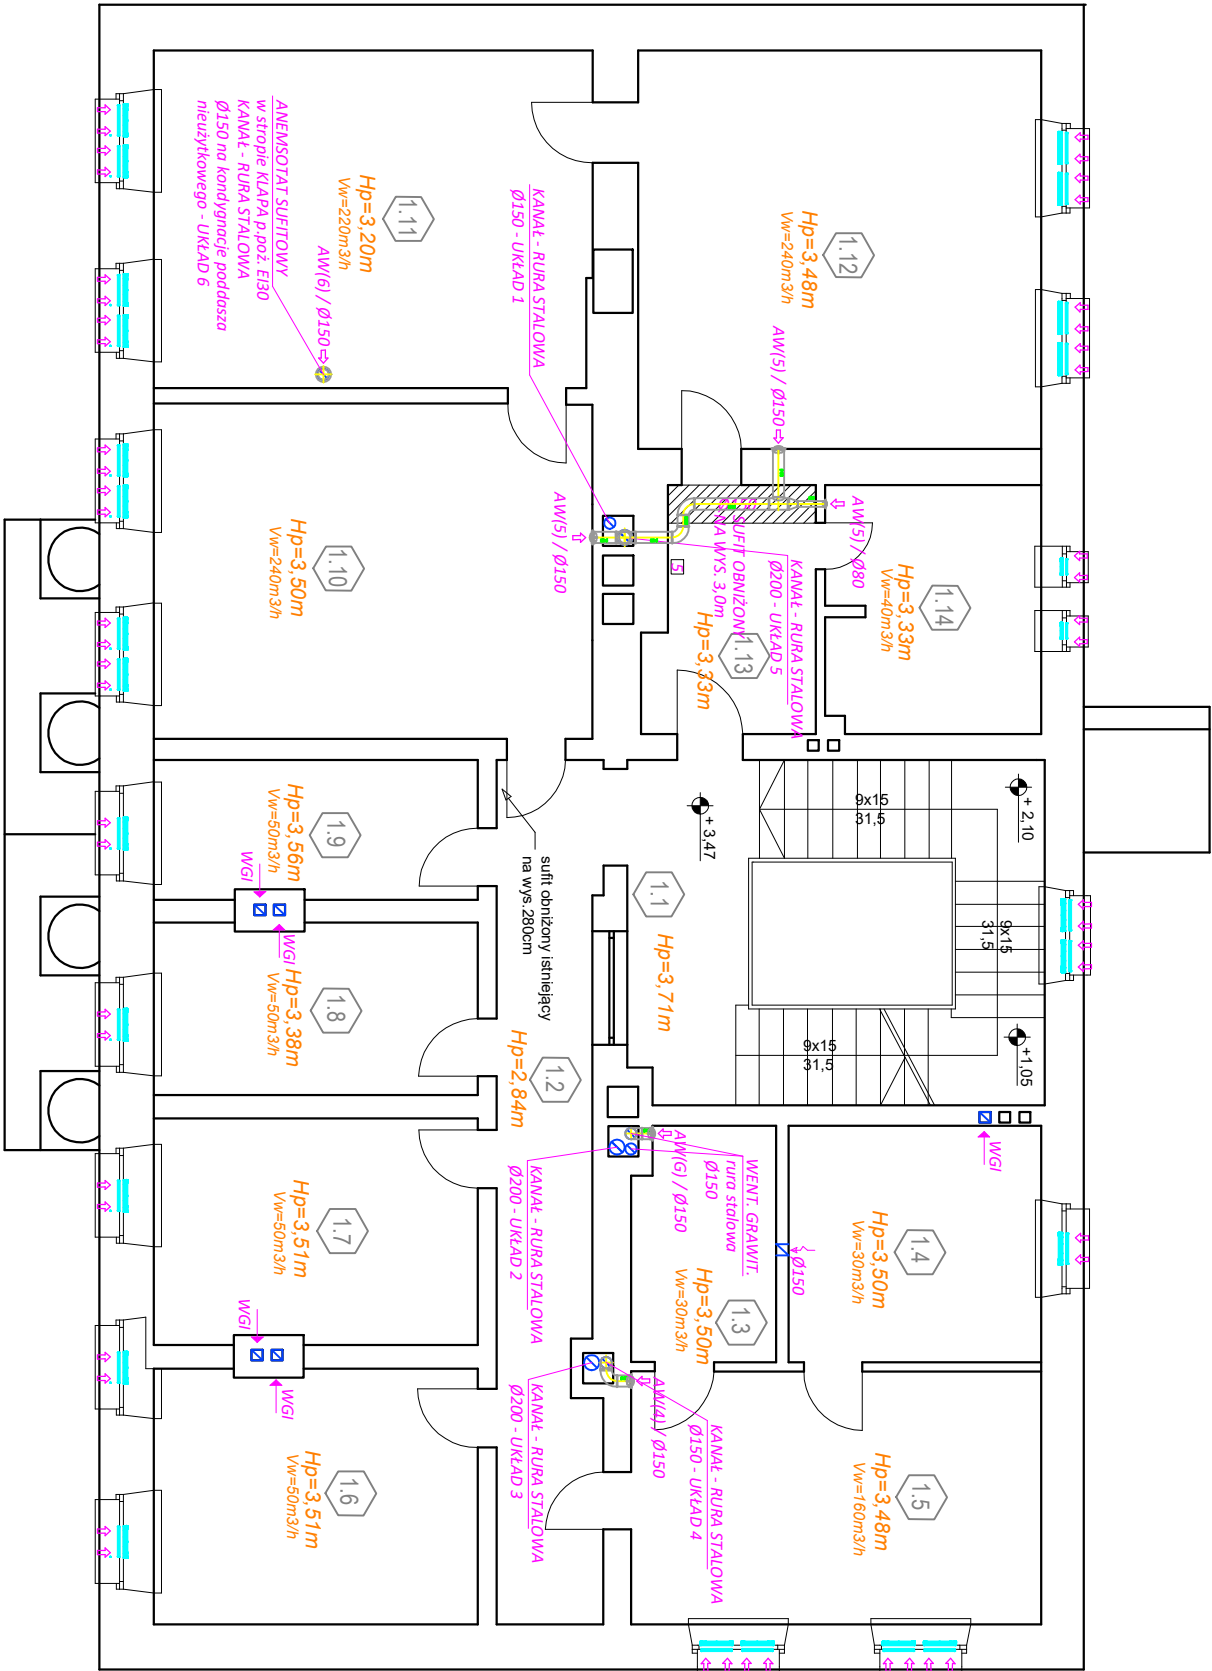 ANEMSOTAT SUFITOWY
w stropie KLAPA p.poż. EI30
KANAŁ - RURA STALOWA
Ø150 na kondygnacje poddasza
nieużytkowego - UKŁAD 6
1.11
Hp=3,20m
Vw=220m3/h
AW(6) / Ø150
KANAŁ - RURA STALOWA
Ø150 - UKŁAD 1
1.12
Hp=3,48m
Vw=240m3/h
AW(5) / Ø150
AW(5) / Ø80
AW(5) / Ø150
SUFIT OBNIŻONY
NA WYS. 3,0m
5
KANAŁ - RURA STALOWA
Ø200 - UKŁAD 5
1.14
Hp=3,33m
Vw=40m3/h
1.13
Hp=3,33m
1.10
Hp=3,50m
Vw=240m3/h
1.9
Hp=3,56m
Vw=50m3/h
WGI
WGI
1.8
Hp=3,38m
Vw=50m3/h
sufit obniżony istniejący
na wys.280cm
+ 3,47
+ 2,10
9x15
31,5
9x15
31,5
9x15
31,5
+1,05
1.1
Hp=3,71m
1.2
Hp=2,84m
WGI
WENT. GRAWIT.
rura stalowa
Ø150
AW(G) / Ø150
KANAŁ - RURA STALOWA
Ø200 - UKŁAD 2
Ø150
1.4
Hp=3,50m
Vw=30m3/h
1.3
Hp=3,50m
Vw=30m3/h
1.7
Hp=3,51m
Vw=50m3/h
WGI
WGI
KANAŁ - RURA STALOWA
Ø200 - UKŁAD 3
AW(4) / Ø150
KANAŁ - RURA STALOWA
Ø150 - UKŁAD 4
1.5
Hp=3,48m
Vw=160m3/h
1.6
Hp=3,51m
Vw=50m3/h